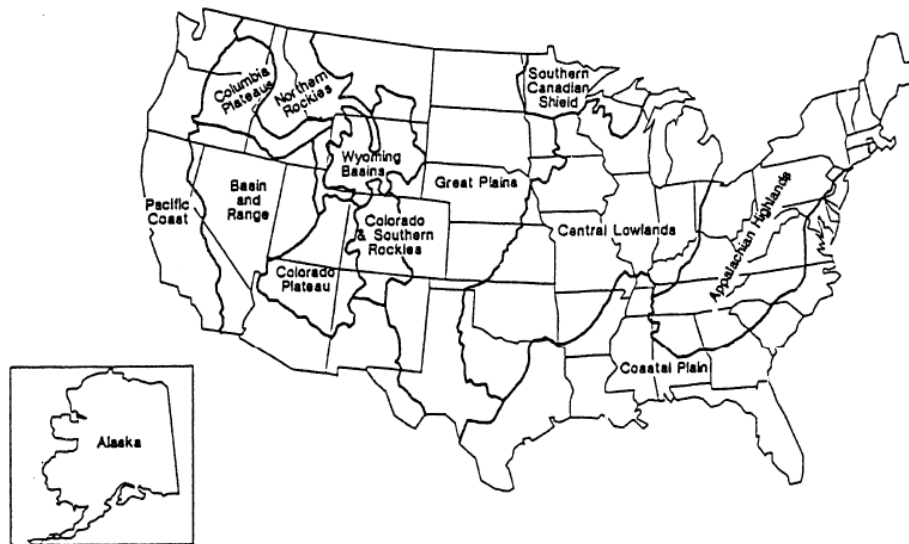 Columbia
Plateaus
Northern
Rockies
Southern
Canadian
Shield
Wyoming
Basins
Great Plains
Basin
and
Range
Pacific
Coast
Colorado
& Southern
Rockies
Central Lowlands
Appalachian Highlands
Colorado
Plateau
Coastal Plain
Alaska